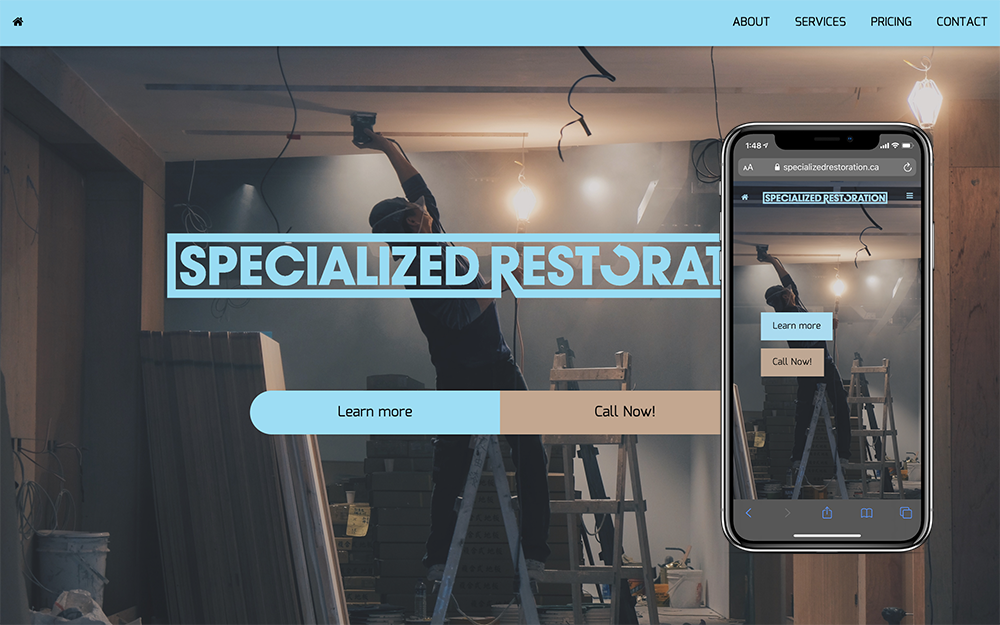 ABOUT SERVICES PRICING CONTACT
SPECIALIZED RESTORAT
Learn more Call Now!
1:48
AA specializedrestoration.ca
SPECIALIZED RESTORATION
Learn more
Call Now!